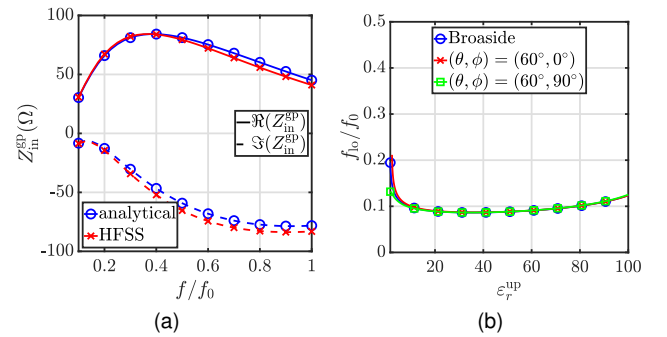 100
50
0
-50
-100
Z_in^gp(Ω)
ℜ(Z_in^gp)
ℑ(Z_in^gp)
analytical
HFSS
0.2 0.4 0.6 0.8 1
f/f_0
(a)
0.5
0.4
0.3
0.2
0.1
0
f_lo/f_0
Broaside
(θ, ϕ) = (60°, 0°)
(θ, ϕ) = (60°, 90°)
20 40 60 80 100
ε_r^up
(b)